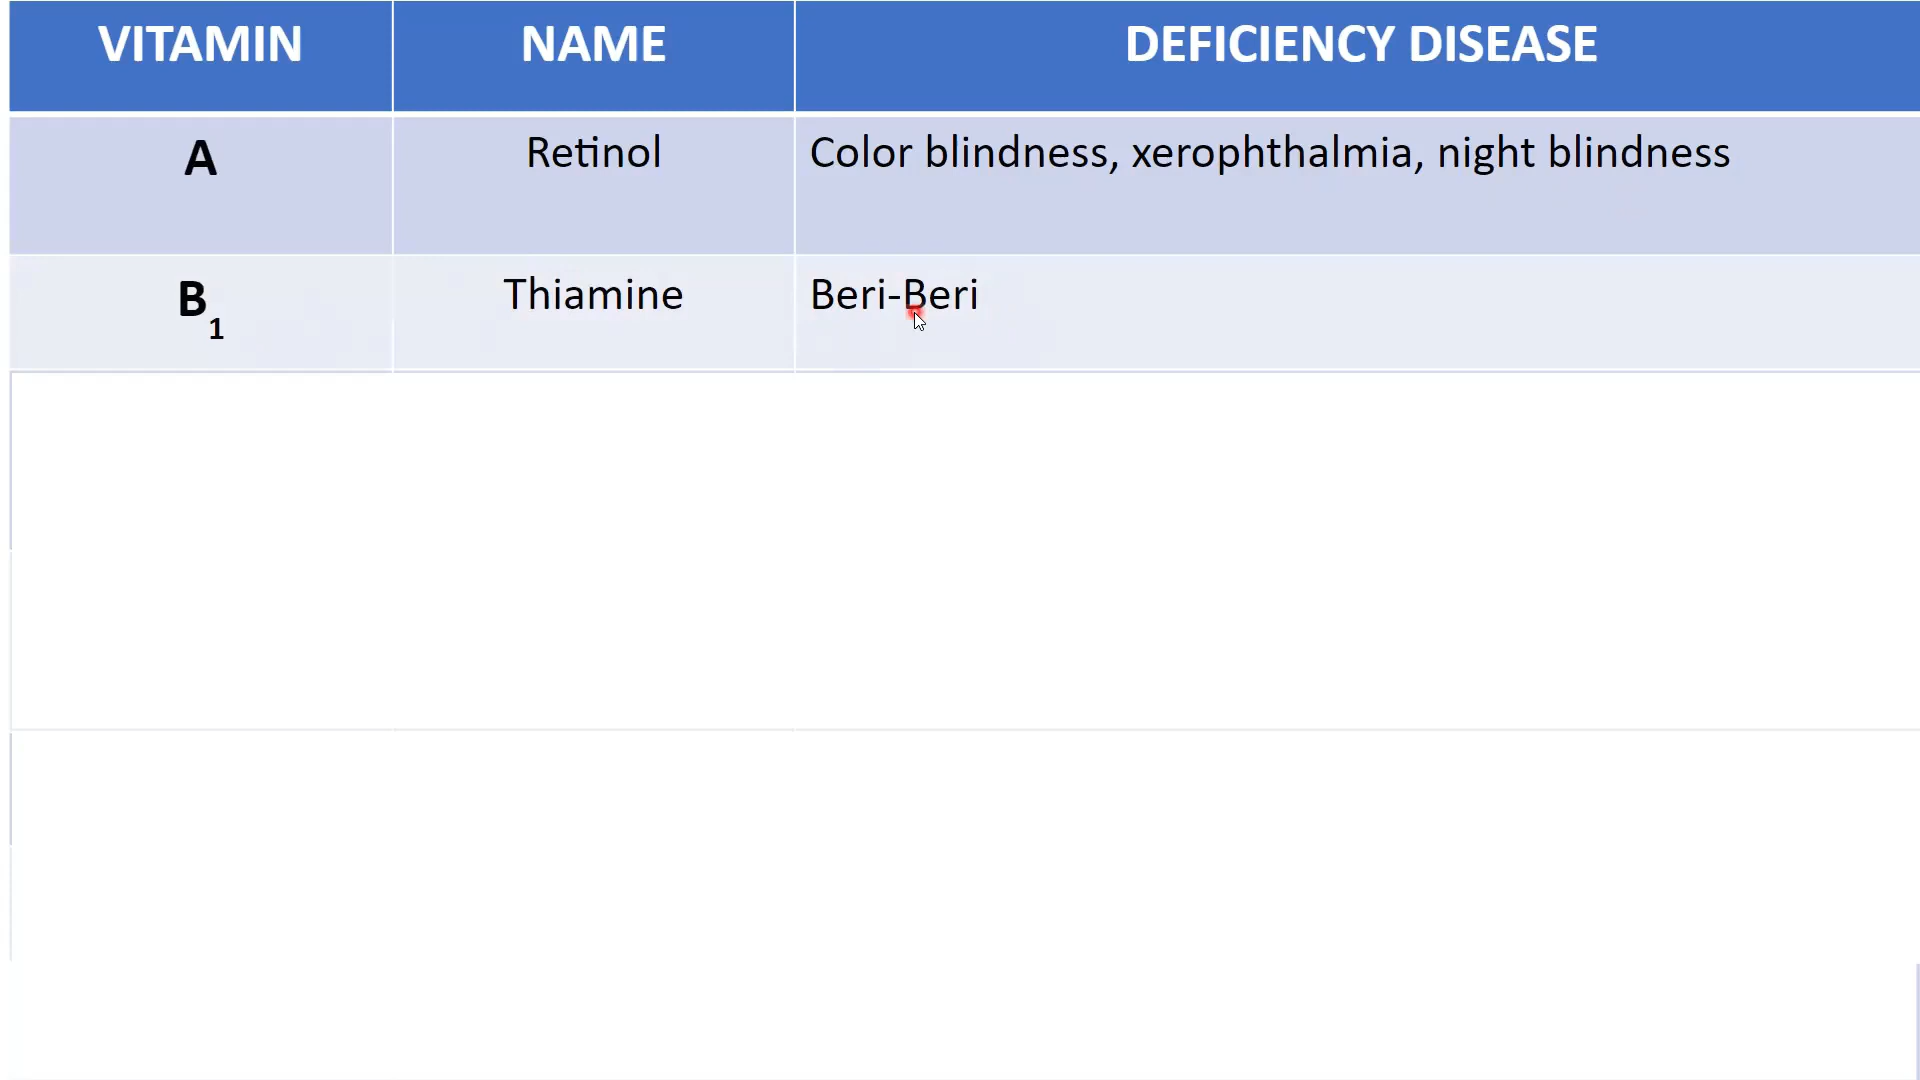 VITAMIN NAME DEFICIENCY DISEASE
A Retinol Color blindness, xerophthalmia, night blindness
B1 Thiamine Beri-Beri